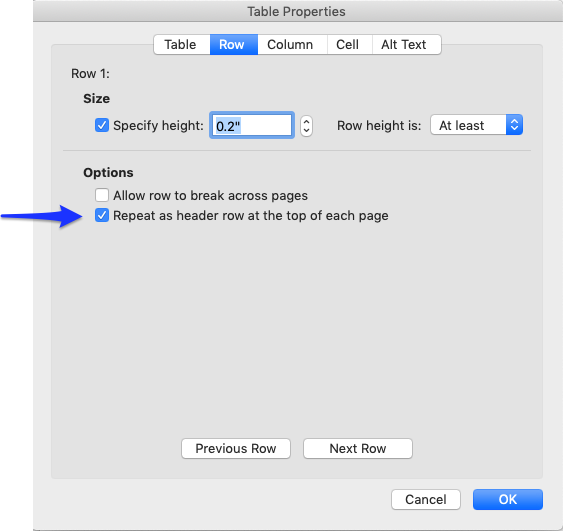 Table Properties
Table Row Column Cell Alt Text
Row 1:
Size
Specify height: 0.2" Row height is: At least
Options
Allow row to break across pages
Repeat as header row at the top of each page
Previous Row Next Row
Cancel OK